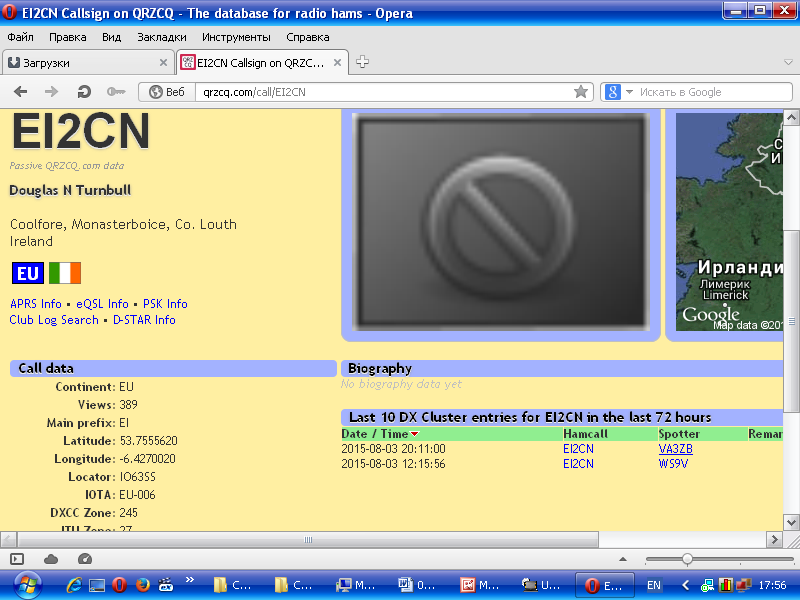 EI2CN Callsign on QRZCQ - The database for radio hams - Opera
Файл Правка Вид Закладки Инструменты Справка
Загрузки
QRZ CQ EI2CN Callsign on QRZC...
Веб qrzcq.com/call/EI2CN
Искать в Google
EI2CN
Passive QRZCQ.com data
Douglas N Turnbull
Coolfore, Monasterboice, Co. Louth
Ireland
EU
APRS Info • eQSL Info • PSK Info
Club Log Search • D-STAR Info
Ирланди
Лимерик
Limerick
Google
Map data ©201
Call data
Continent: EU
Views: 389
Main prefix: EI
Latitude: 53.7555620
Longitude: -6.4270020
Locator: IO63SS
IOTA: EU-006
DXCC Zone: 245
ITU Zone: 27
Biography
No biography data yet
Last 10 DX Cluster entries for EI2CN in the last 72 hours
Date / Time Hamcall Spotter Remar
2015-08-03 20:11:00 EI2CN VA3ZB
2015-08-03 12:15:56 EI2CN WS9V
C... C... M... 0... M... U... E... EN 17:56